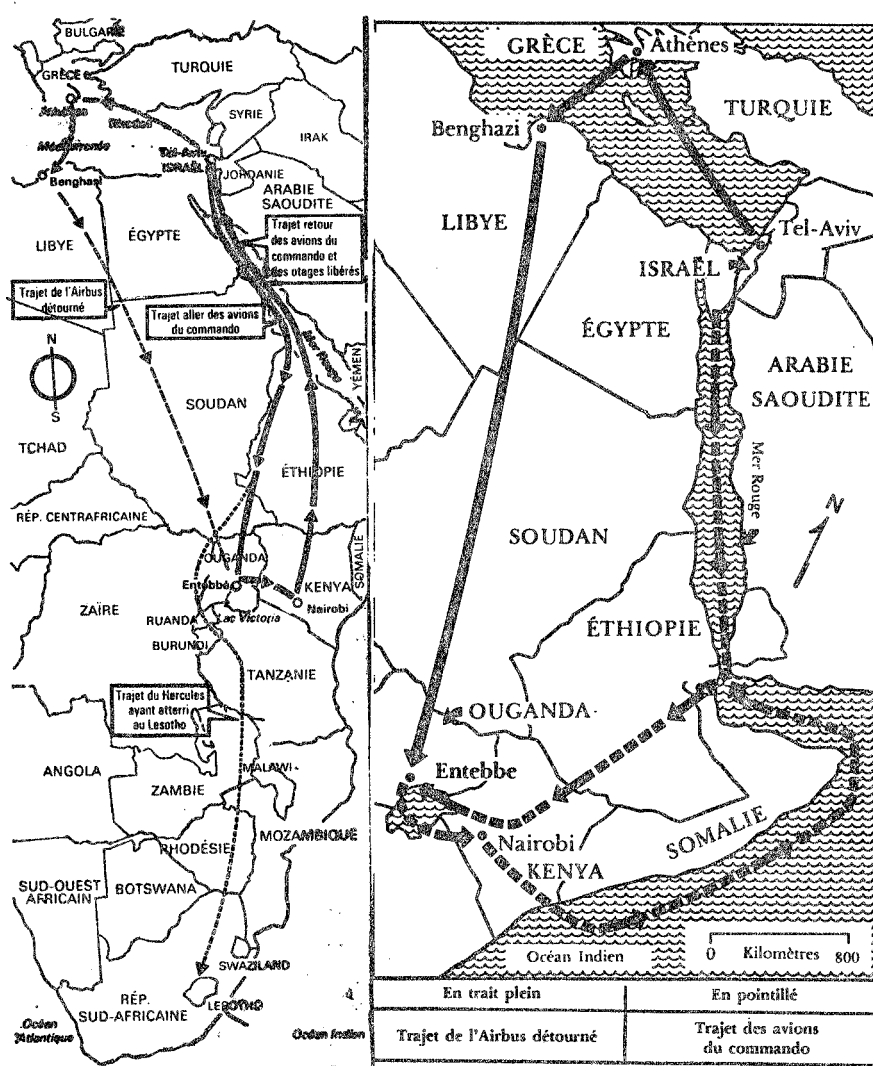 BULGARIE
GRÈCE
TURQUIE
Athènes
SYRIE
IRAK
Méditerranée
Tel-Aviv
ISRAËL
JORDANIE
Benghasi
ARABIE
SAOUDITE
LIBYE
ÉGYPTE
Trajet retour
des avions du
commando et
des otages libérés
Trajet de l'Airbus
détourné
Trajet aller des avions
du commando
Mer Rouge
YÉMEN
N
S
SOUDAN
TCHAD
ÉTHIOPIE
RÉP. CENTRAFRICAINE
SOMALIE
OUGANDA
Entebbé
KENYA
Nairobi
ZAÏRE
RUANDA
Lac Victoria
BURUNDI
TANZANIE
Trajet du Hercules
ayant atterri
au Lesotho
ANGOLA
MALAWI
ZAMBIE
MOZAMBIQUE
RHODÉSIE
SUD-OUEST
AFRICAIN
BOTSWANA
SWAZILAND
RÉP.
SUD-AFRICAINE
LESOTHO
Océan
Atlantique
Océan Indien
GRÈCE
Athènes
TURQUIE
Benghazi
LIBYE
Tel-Aviv
ISRAËL
ÉGYPTE
ARABIE
SAOUDITE
Mer Rouge
N
SOUDAN
ÉTHIOPIE
OUGANDA
Entebbe
SOMALIE
Nairobi
KENYA
Océan Indien
0 Kilomètres 800
En trait plein
En pointillé
Trajet de l'Airbus détourné
Trajet des avions
du commando